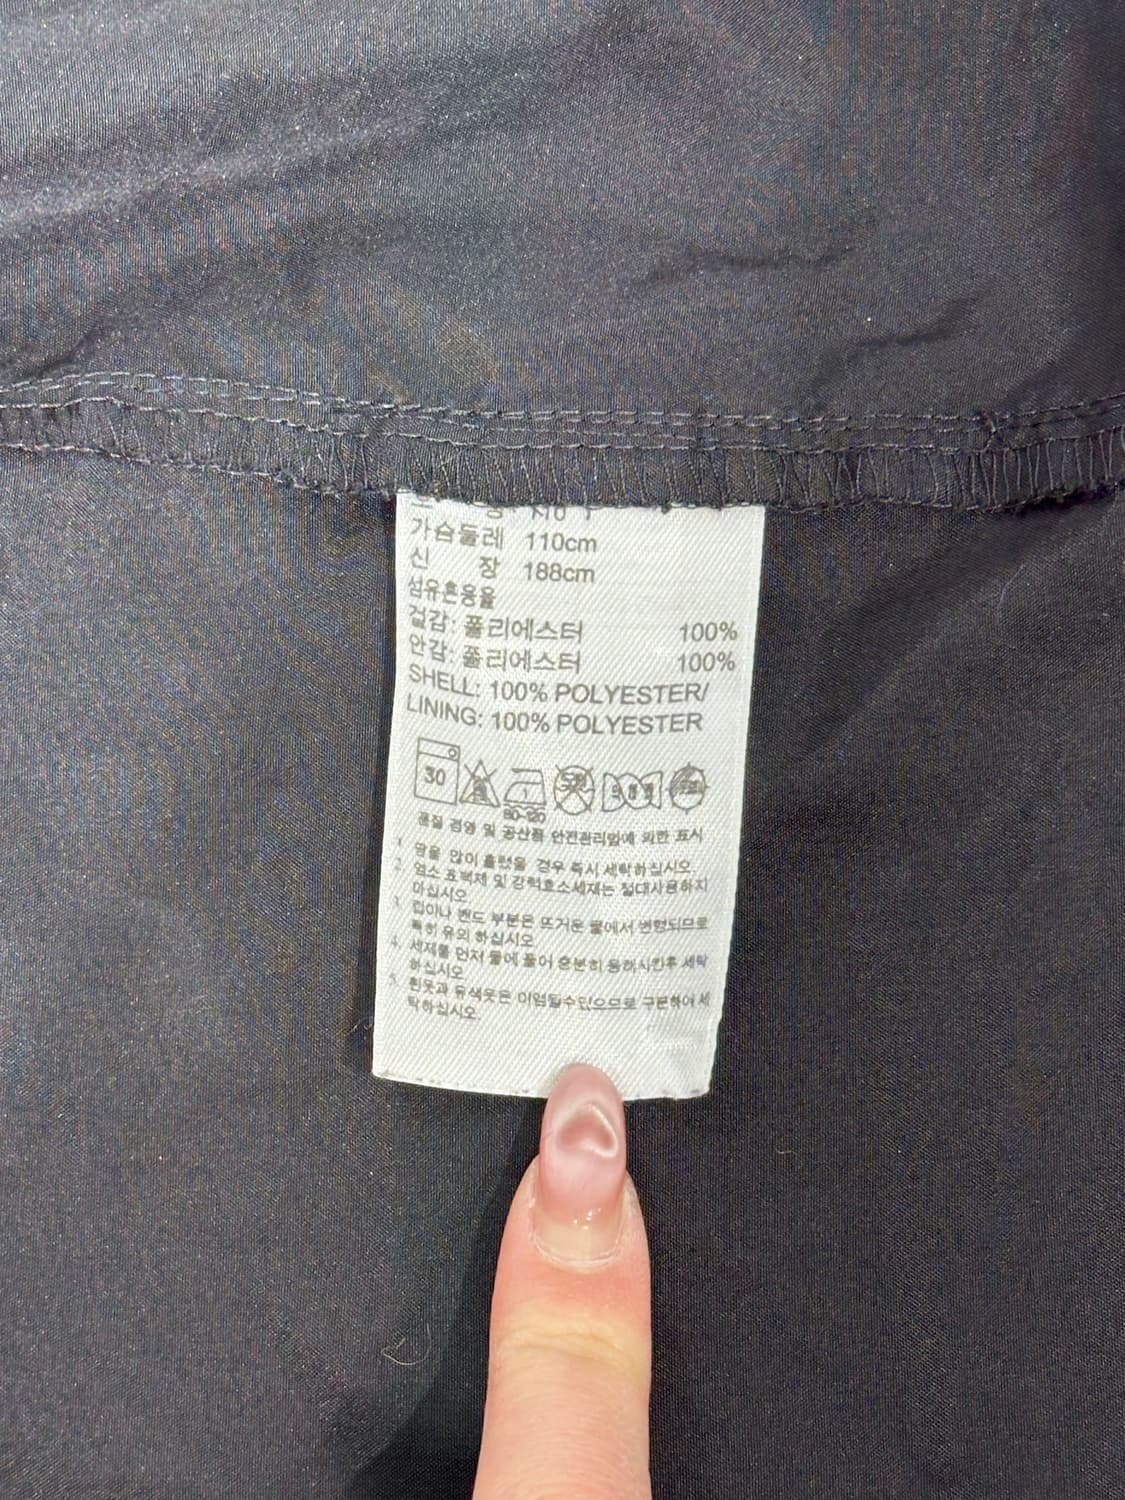 가슴둘레 110cm
신 장 188cm
섬유혼용율
겉감: 폴리에스터 100%
안감: 폴리에스터 100%
SHELL: 100% POLYESTER/
LINING: 100% POLYESTER
30
80-120
품질 경영 및 공산품 안전관리법에 의한 표시
1. 땀을 많이 흘렸을 경우 즉시 세탁하십시오.
2. 염소 표백제 및 강력효소세제는 절대사용하지
마십시오
3. 컵이나 밴드 부분은 뜨거운 물에서 변형되므로
특히 유의 하십시오
4. 세제를 먼저 물에 풀어 충분히 용해시킨후 세탁
하십시오
5. 흰옷과 유색옷은 이염될수있으므로 구분하여 세
탁하십시오